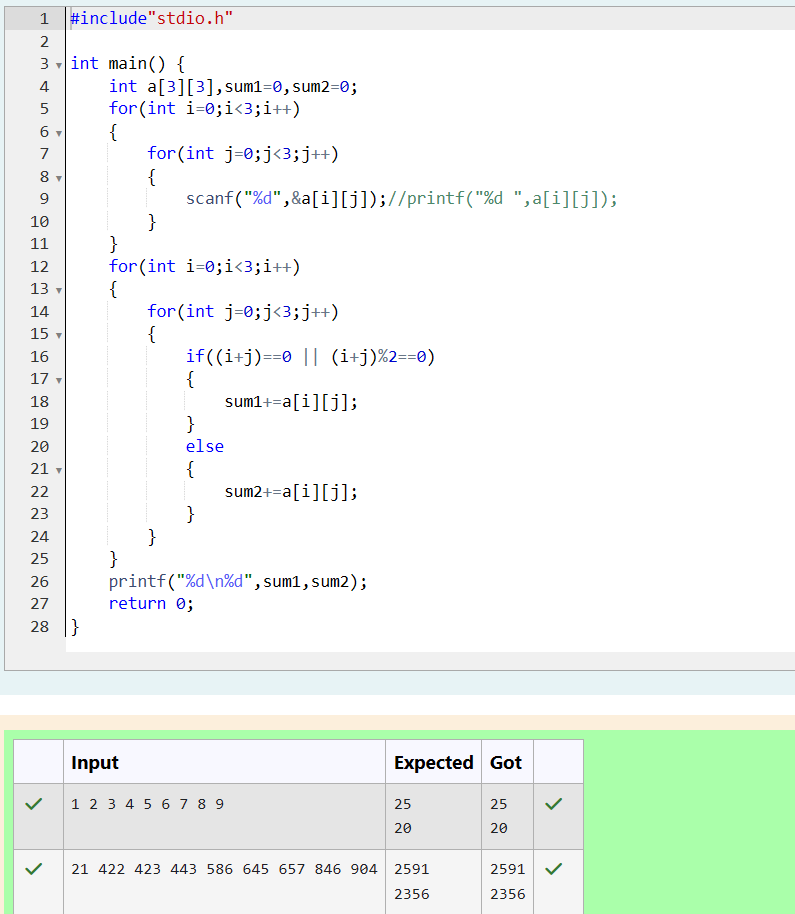 1 #include"stdio.h"
2
3 int main() {
4     int a[3][3],sum1=0,sum2=0;
5     for(int i=0;i<3;i++)
6     {
7         for(int j=0;j<3;j++)
8         {
9             scanf("%d",&a[i][j]);//printf("%d ",a[i][j]);
10         }
11     }
12     for(int i=0;i<3;i++)
13     {
14         for(int j=0;j<3;j++)
15         {
16             if((i+j)==0 || (i+j)%2==0)
17             {
18                 sum1+=a[i][j];
19             }
20             else
21             {
22                 sum2+=a[i][j];
23             }
24         }
25     }
26     printf("%d\n%d",sum1,sum2);
27     return 0;
28 }
Input Expected Got
1 2 3 4 5 6 7 8 9 25 25
20 20
21 422 423 443 586 645 657 846 904 2591 2591
2356 2356